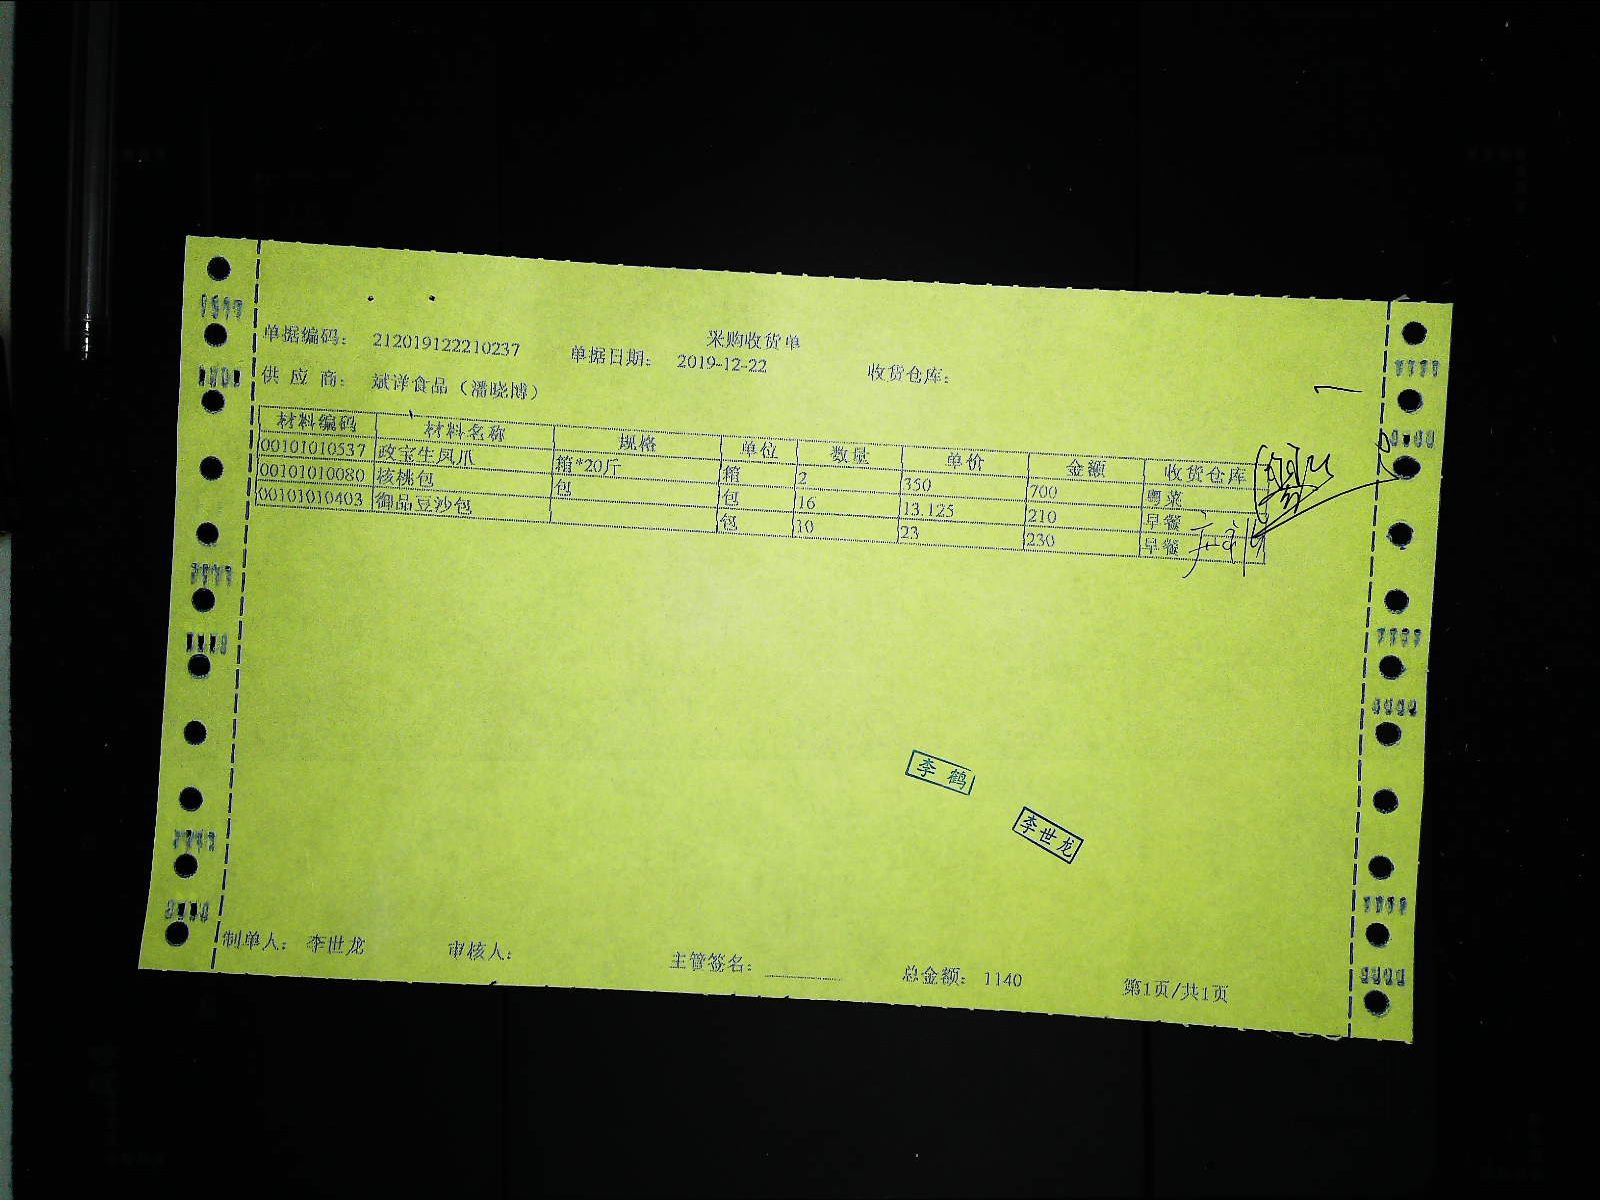 采购收货单
单据编码： 212019122210237 单据日期： 2019-12-22 收货仓库：
供 应 商： 斌详食品（潘晓博）
材料编码 材料名称 规格 单位 数量 单价 金额 收货仓库
00101010537 政宝生凤爪 箱*20斤 箱 2 350 700 粤菜
00101010080 核桃包 包 包 16 13.125 210 早餐
00101010403 御品豆沙包 包 10 23 230 早餐
李 鹤
李世龙
制单人： 李世龙 审核人： 主管签名： 总金额： 1140 第1页/共1页